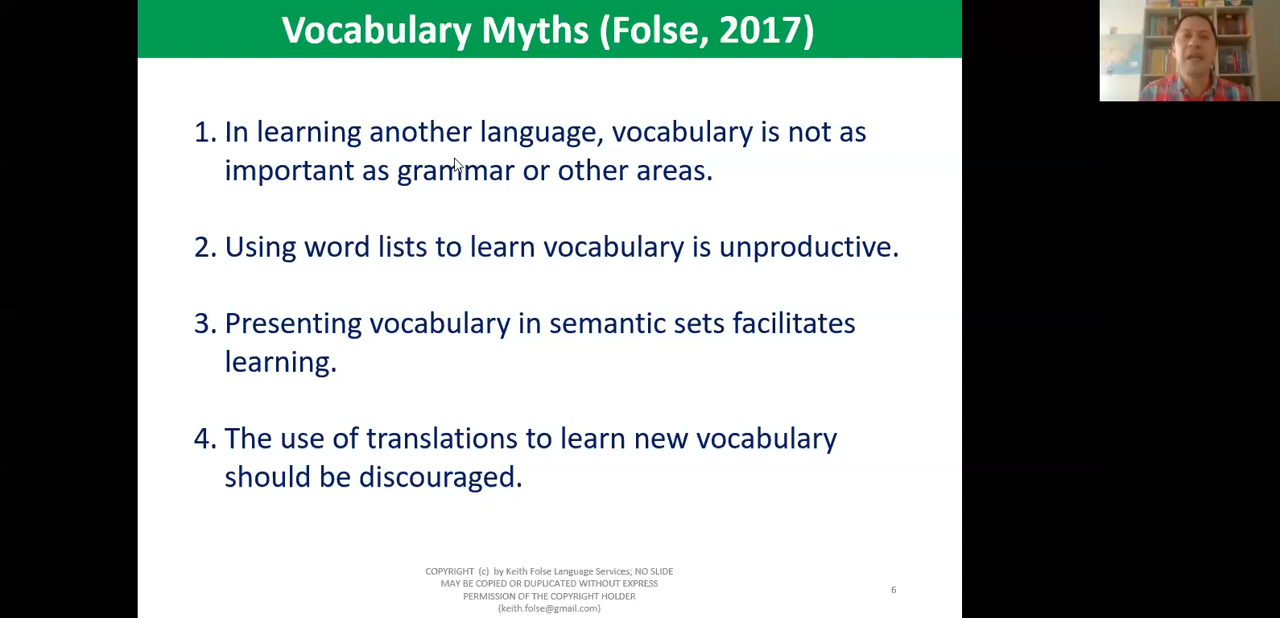 Vocabulary Myths (Folse, 2017)
1. In learning another language, vocabulary is not as
important as grammar or other areas.
2. Using word lists to learn vocabulary is unproductive.
3. Presenting vocabulary in semantic sets facilitates
learning.
4. The use of translations to learn new vocabulary
should be discouraged.
COPYRIGHT (c) by Keith Folse Language Services; NO SLIDE
MAY BE COPIED OR DUPLICATED WITHOUT EXPRESS
PERMISSION OF THE COPYRIGHT HOLDER
(keith.folse@gmail.com)
6